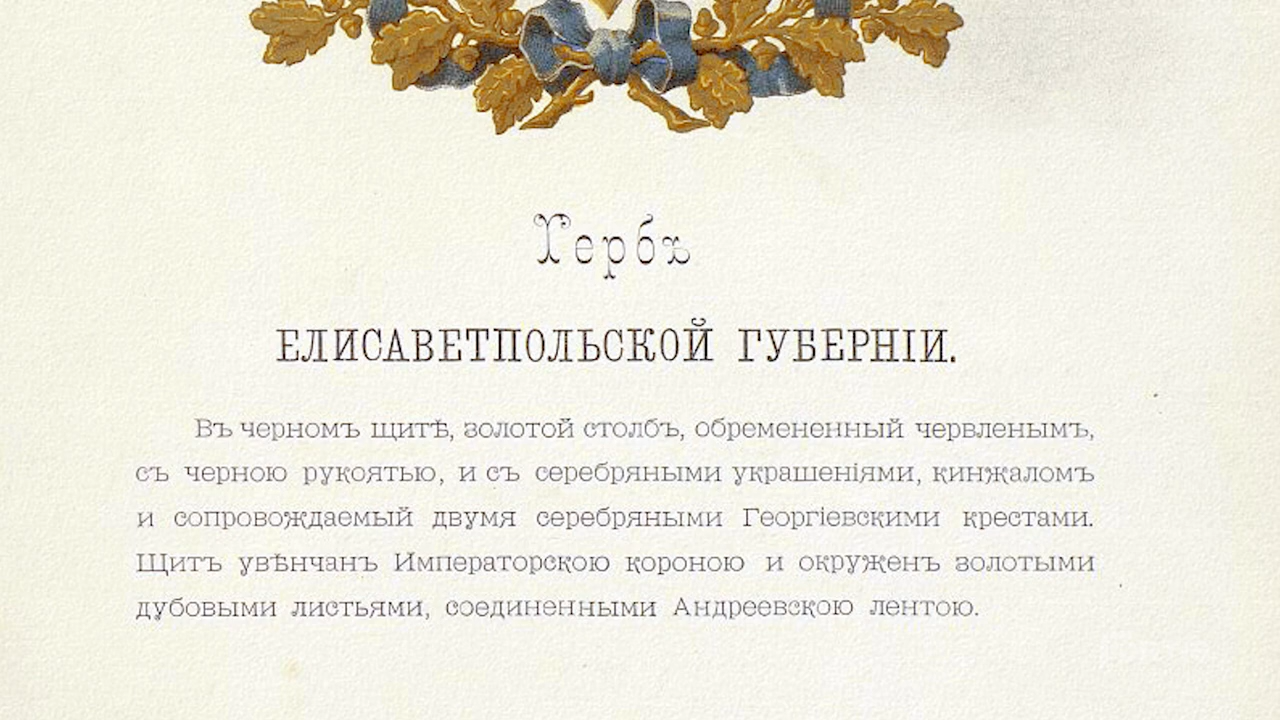 Гербъ
ЕЛИСАВЕТПОЛЬСКОЙ ГУБЕРНІИ.
Въ черномъ щитѣ, золотой столбъ, обремененный червленымъ,
съ черною рукоятью, и съ серебряными украшеніями, кинжаломъ
и сопровождаемый двумя серебряными Георгіевскими крестами.
Щитъ увѣнчанъ Императорскою короною и окруженъ золотыми
дубовыми листьями, соединенными Андреевскою лентою.